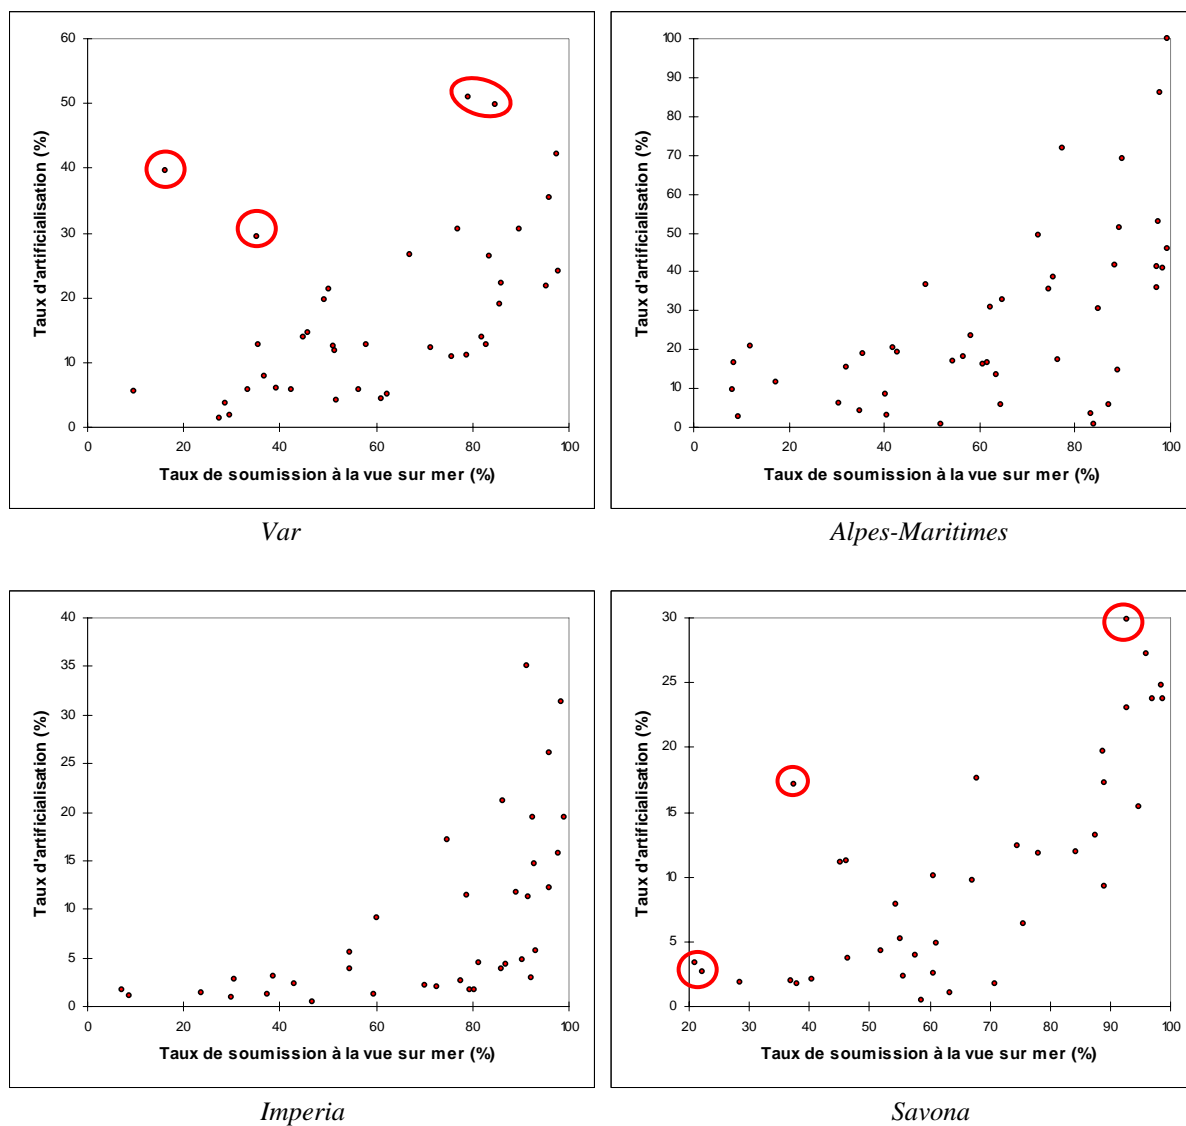 60
50
40
30
20
10
0
0 20 40 60 80 100
Taux d'artificialisation (%)
Taux de soumission à la vue sur mer (%)
Var
100
90
80
70
60
50
40
30
20
10
0
0 20 40 60 80 100
Taux d'artificialisation (%)
Taux de soumission à la vue sur mer (%)
Alpes-Maritimes
40
35
30
25
20
15
10
5
0
0 20 40 60 80 100
Taux d'artificialisation (%)
Taux de soumission à la vue sur mer (%)
Imperia
30
25
20
15
10
5
0
20 30 40 50 60 70 80 90 100
Taux d'artificialisation (%)
Taux de soumission à la vue sur mer (%)
Savona